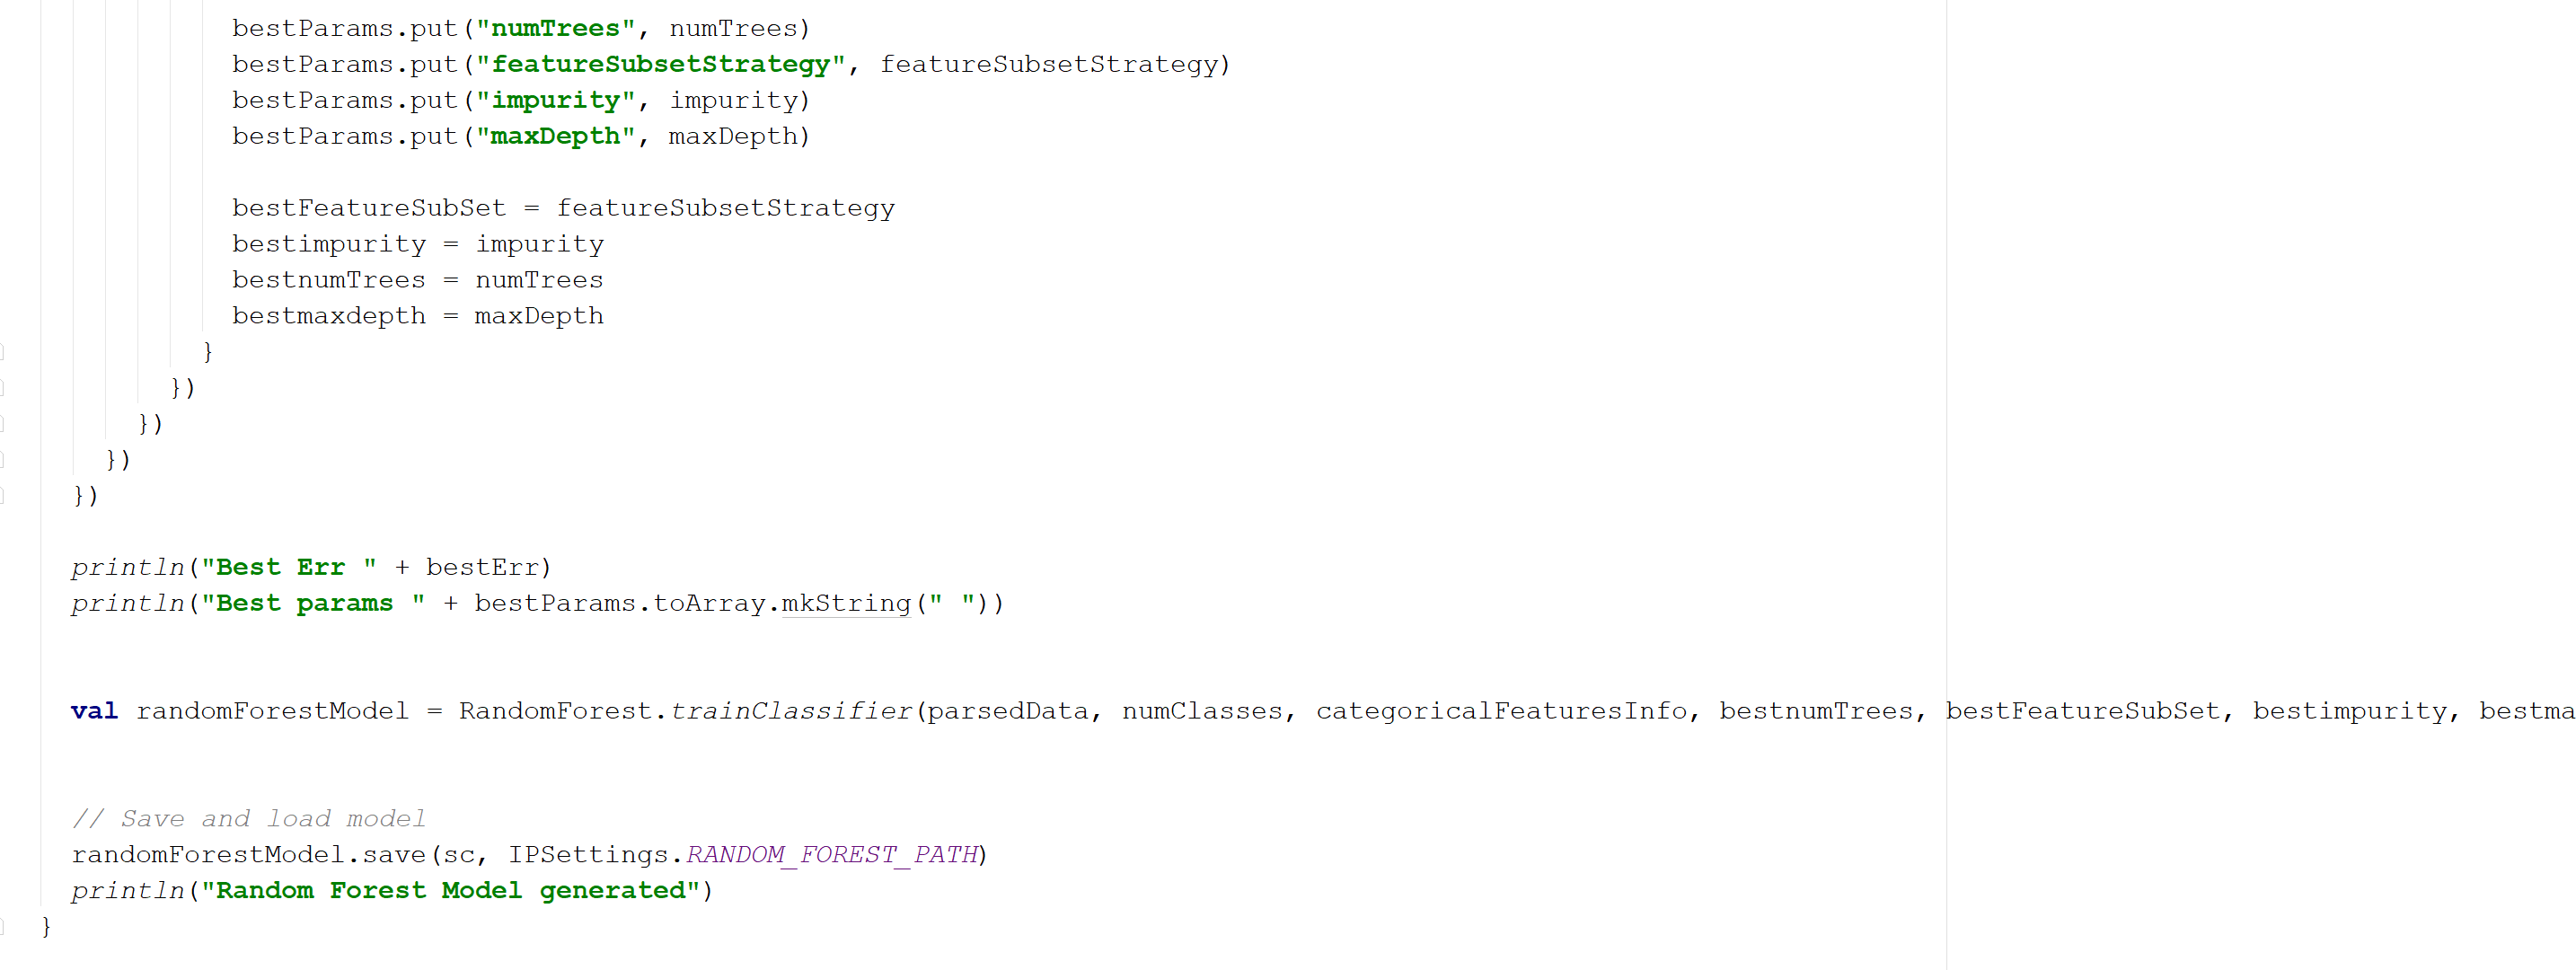 bestParams.put("numTrees", numTrees)
bestParams.put("featureSubsetStrategy", featureSubsetStrategy)
bestParams.put("impurity", impurity)
bestParams.put("maxDepth", maxDepth)
bestFeatureSubSet = featureSubsetStrategy
bestimpurity = impurity
bestnumTrees = numTrees
bestmaxdepth = maxDepth
}
})
})
})
})
println("Best Err " + bestErr)
println("Best params " + bestParams.toArray.mkString(" "))
val randomForestModel = RandomForest.trainClassifier(parsedData, numClasses, categoricalFeaturesInfo, bestnumTrees, bestFeatureSubSet, bestimpurity, bestma
// Save and load model
randomForestModel.save(sc, IPSettings.RANDOM_FOREST_PATH)
println("Random Forest Model generated")
}